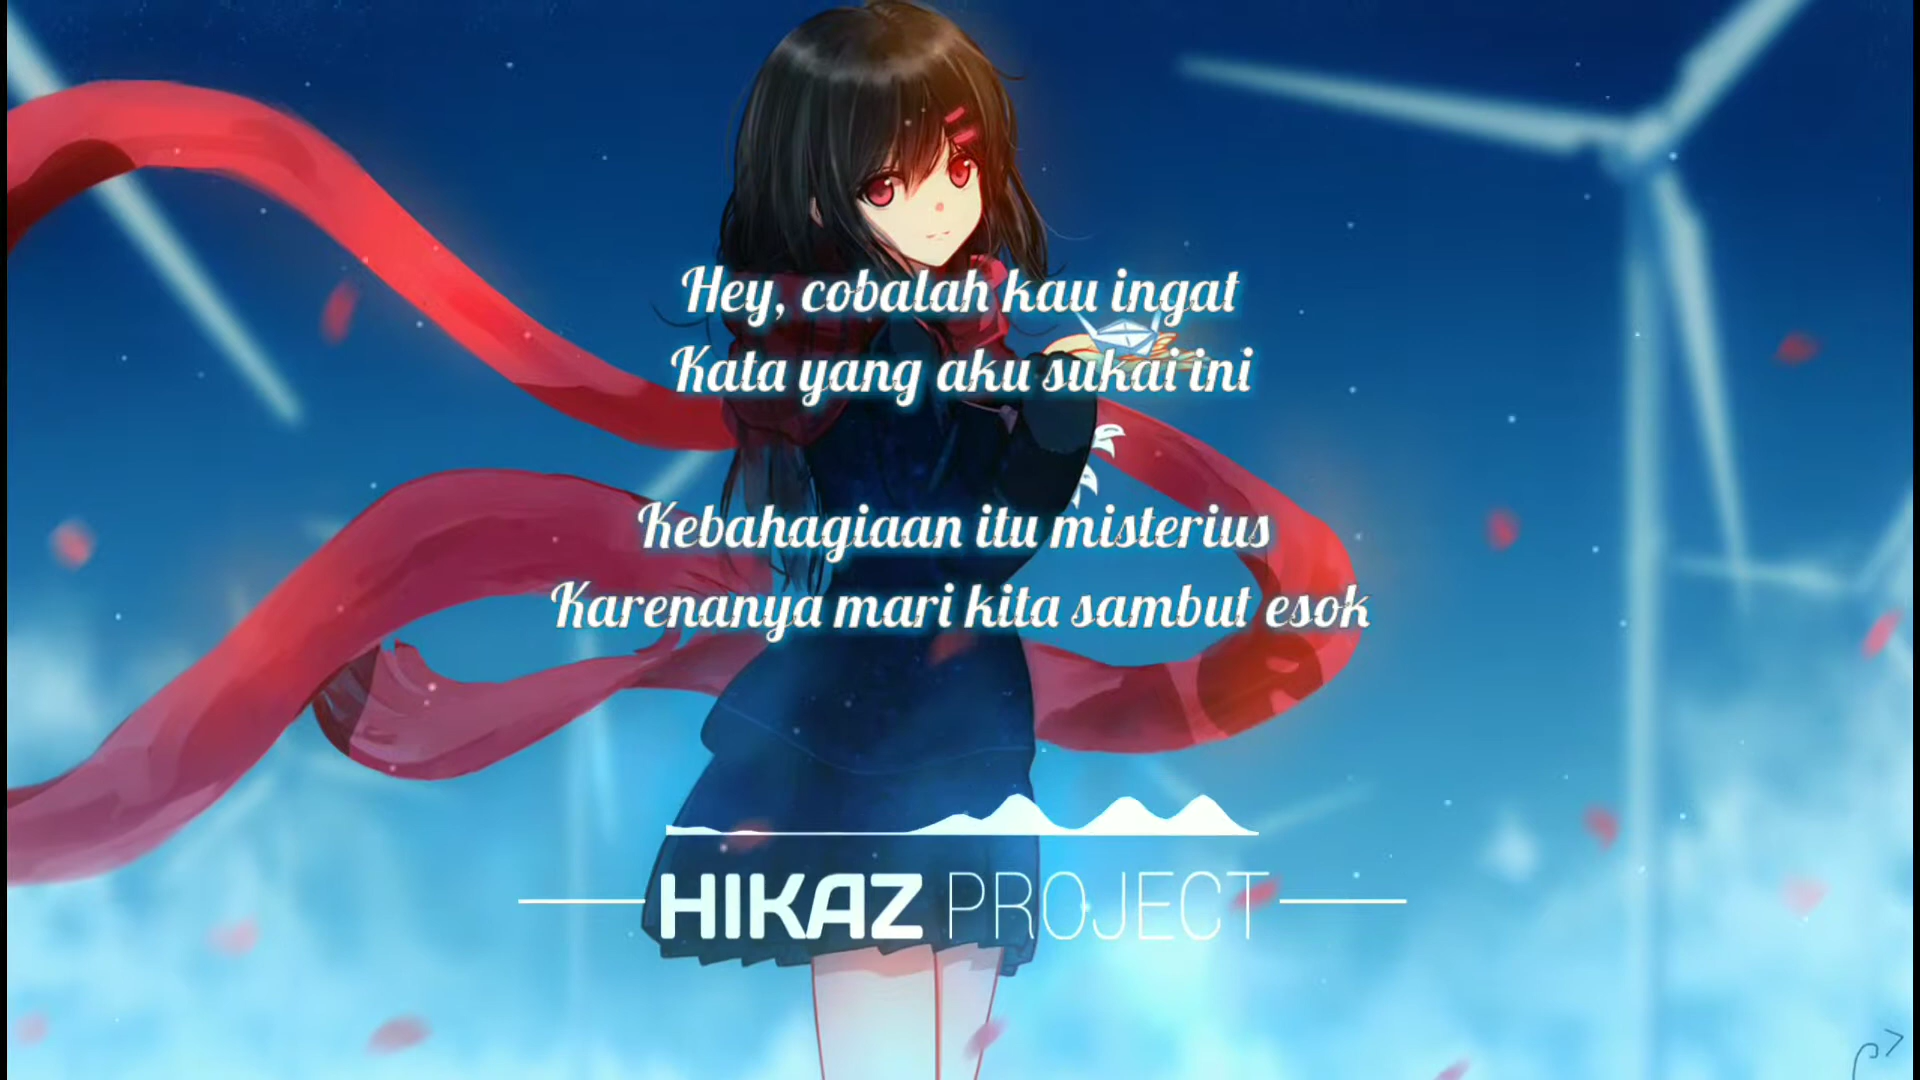 Hey, cobalah kau ingat
Kata yang aku sukai ini
Kebahagiaan itu misterius
Karenanya mari kita sambut esok
HIKAZ PROJECT